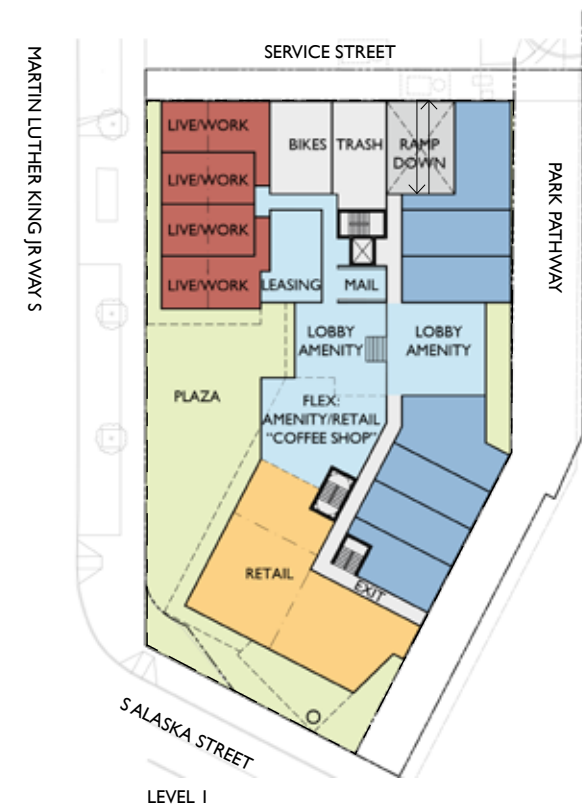 SERVICE STREET
MARTIN LUTHER KING JR WAY S
LIVE/WORK
BIKES
TRASH
RAMP
DOWN
LIVE/WORK
PARK PATHWAY
LIVE/WORK
LIVE/WORK
LEASING
MAIL
LOBBY
AMENITY
LOBBY
AMENITY
PLAZA
FLEX:
AMENITY/RETAIL
"COFFEE SHOP"
RETAIL
EXIT
S ALASKA STREET
LEVEL 1